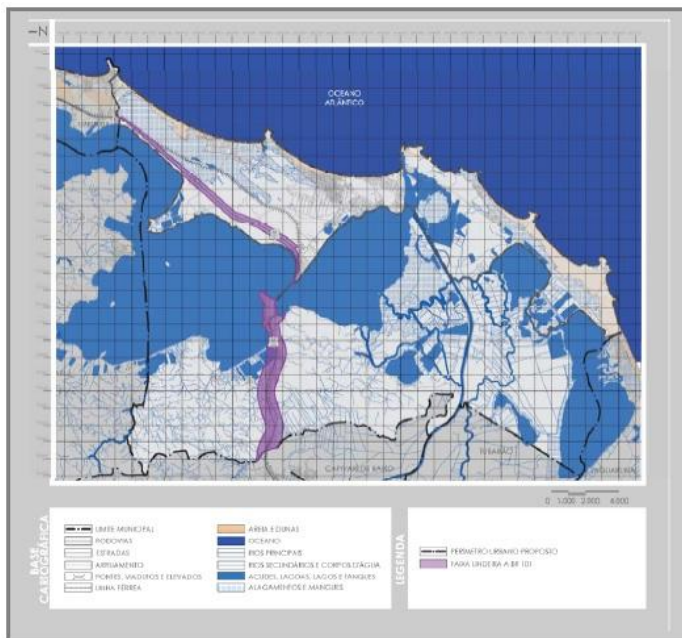 N
OCEANO
ATLÂNTICO
CAPIVARI DE BAIXO
TUBARÃO
JAGUARUNA
0 1.000 2.000 4.000
BASE
CARTOGRÁFICA
LIMITE MUNICIPAL
RODOVIAS
ESTRADAS
ARRUAMENTO
PONTES, VIADUTOS E ELEVADOS
LINHA FÉRREA
AREIA E DUNAS
OCEANO
RIOS PRINCIPAIS
RIOS SECUNDÁRIOS E CORPOS D'ÁGUA
AÇUDES, LAGOAS, LAGOS E TANQUES
ALAGAMENTOS E MANGUES
LEGENDA
PERÍMETRO URBANO PROPOSTO
FAIXA LINDEIRA A BR 101